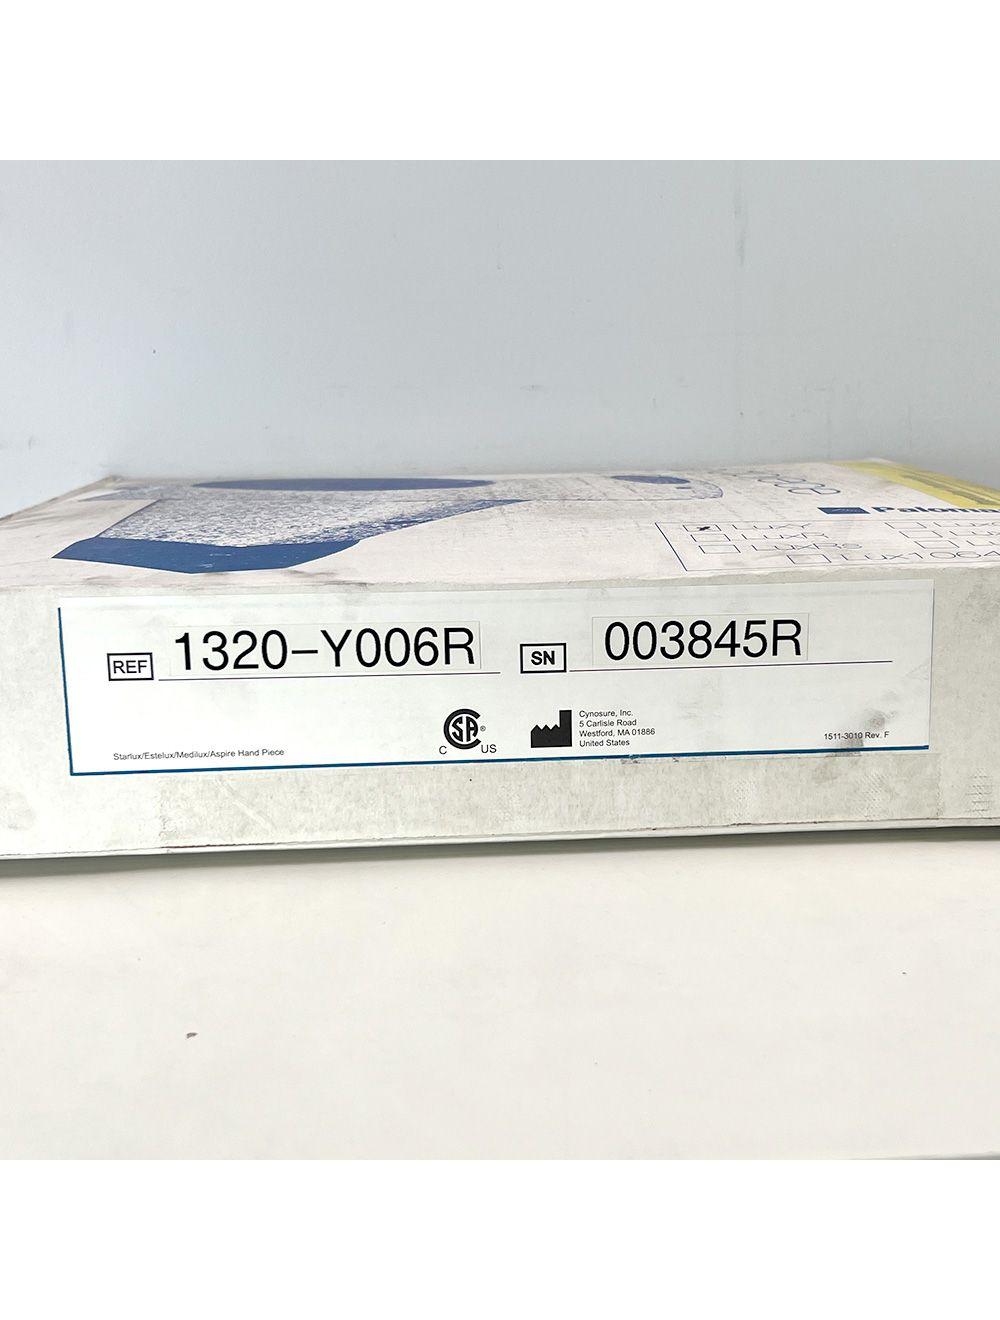 LuxY
LuxR
LuxRs
Lux1064
REF 1320-Y006R
SN 003845R
CSA®
C US
Cynosure, Inc.
5 Carlisle Road
Westford, MA 01886
United States
Starlux/Estelux/Medilux/Aspire Hand Piece
1511-3010 Rev. F